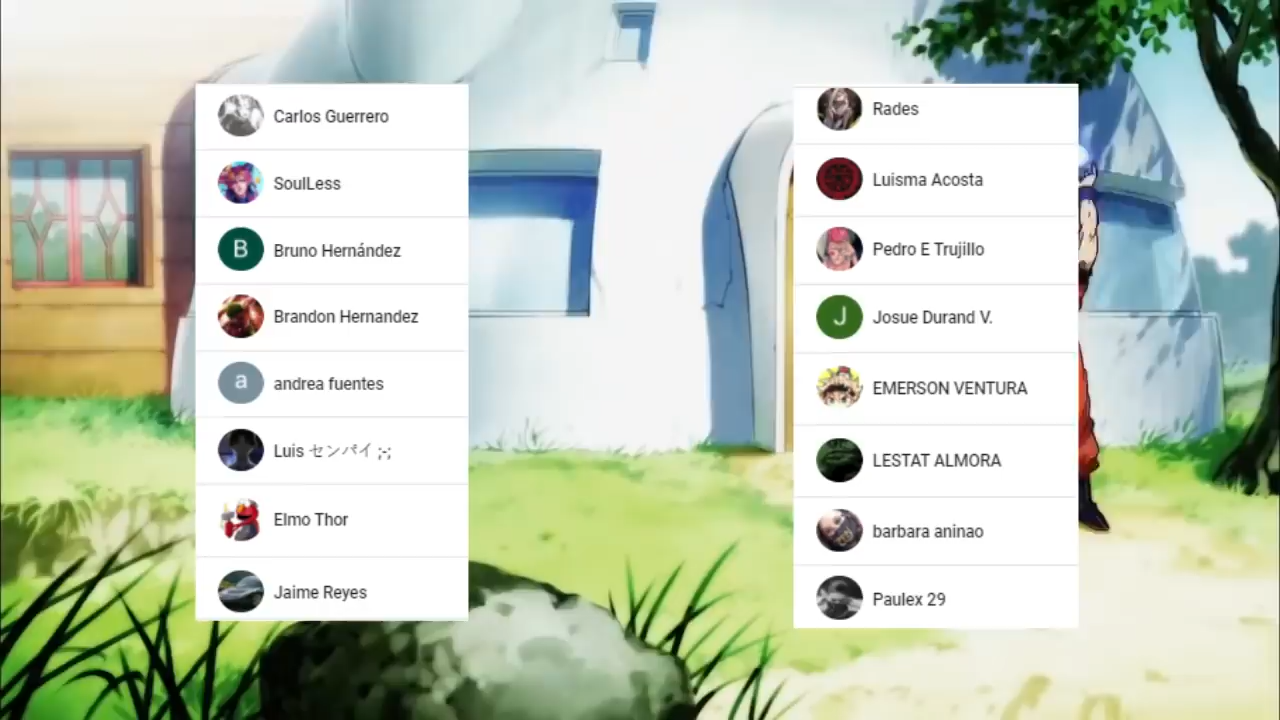 Carlos Guerrero
SoulLess
B
Bruno Hernández
Brandon Hernandez
a
andrea fuentes
Luis センパイ ;-;
Elmo Thor
Jaime Reyes
Rades
Luisma Acosta
Pedro E Trujillo
J
Josue Durand V.
EMERSON VENTURA
LESTAT ALMORA
barbara aninao
Paulex 29